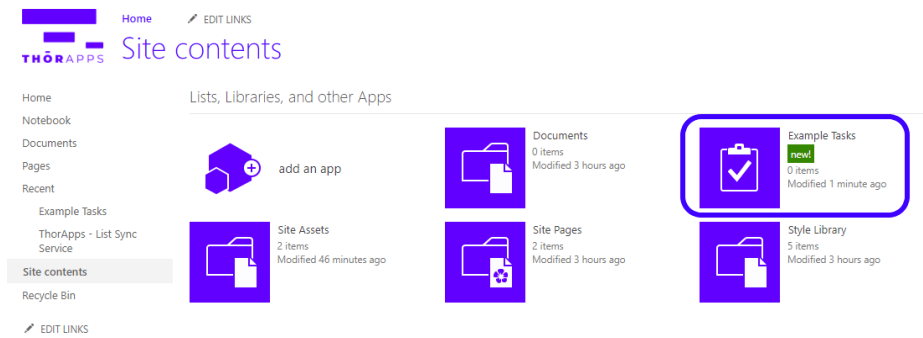 Home
EDIT LINKS
THŌRAPPS
Site contents
Home
Notebook
Documents
Pages
Recent
Example Tasks
ThorApps - List Sync
Service
Site contents
Recycle Bin
EDIT LINKS
Lists, Libraries, and other Apps
add an app
Documents
0 items
Modified 3 hours ago
Example Tasks
new!
0 items
Modified 1 minute ago
Site Assets
2 items
Modified 46 minutes ago
Site Pages
2 items
Modified 3 hours ago
Style Library
5 items
Modified 3 hours ago